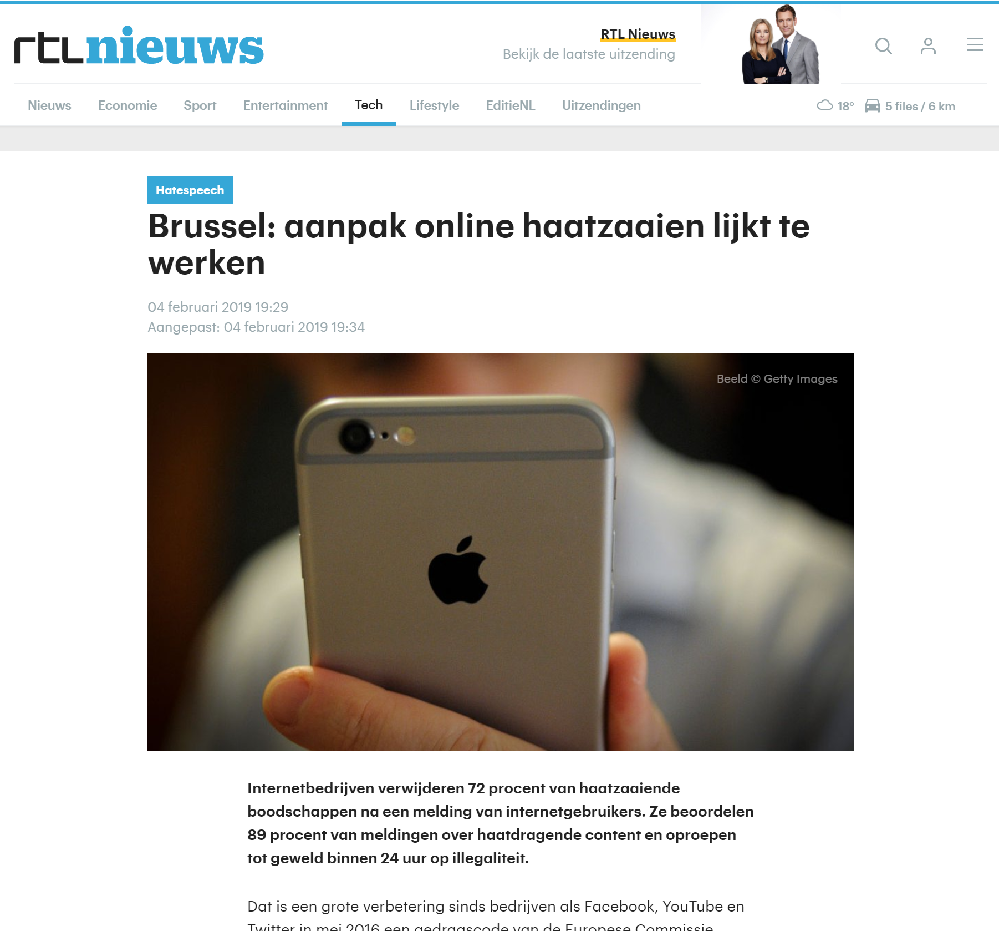 rtlnieuws
RTL Nieuws
Bekijk de laatste uitzending
Nieuws Economie Sport Entertainment Tech Lifestyle EditieNL Uitzendingen 18° 5 files / 6 km
Hatespeech
Brussel: aanpak online haatzaaien lijkt te
werken
04 februari 2019 19:29
Aangepast: 04 februari 2019 19:34
Beeld © Getty Images
Internetbedrijven verwijderen 72 procent van haatzaaiende
boodschappen na een melding van internetgebruikers. Ze beoordelen
89 procent van meldingen over haatdragende content en oproepen
tot geweld binnen 24 uur op illegaliteit.
Dat is een grote verbetering sinds bedrijven als Facebook, YouTube en
Twitter in mei 2016 een gedragscode van de Europese Commissie